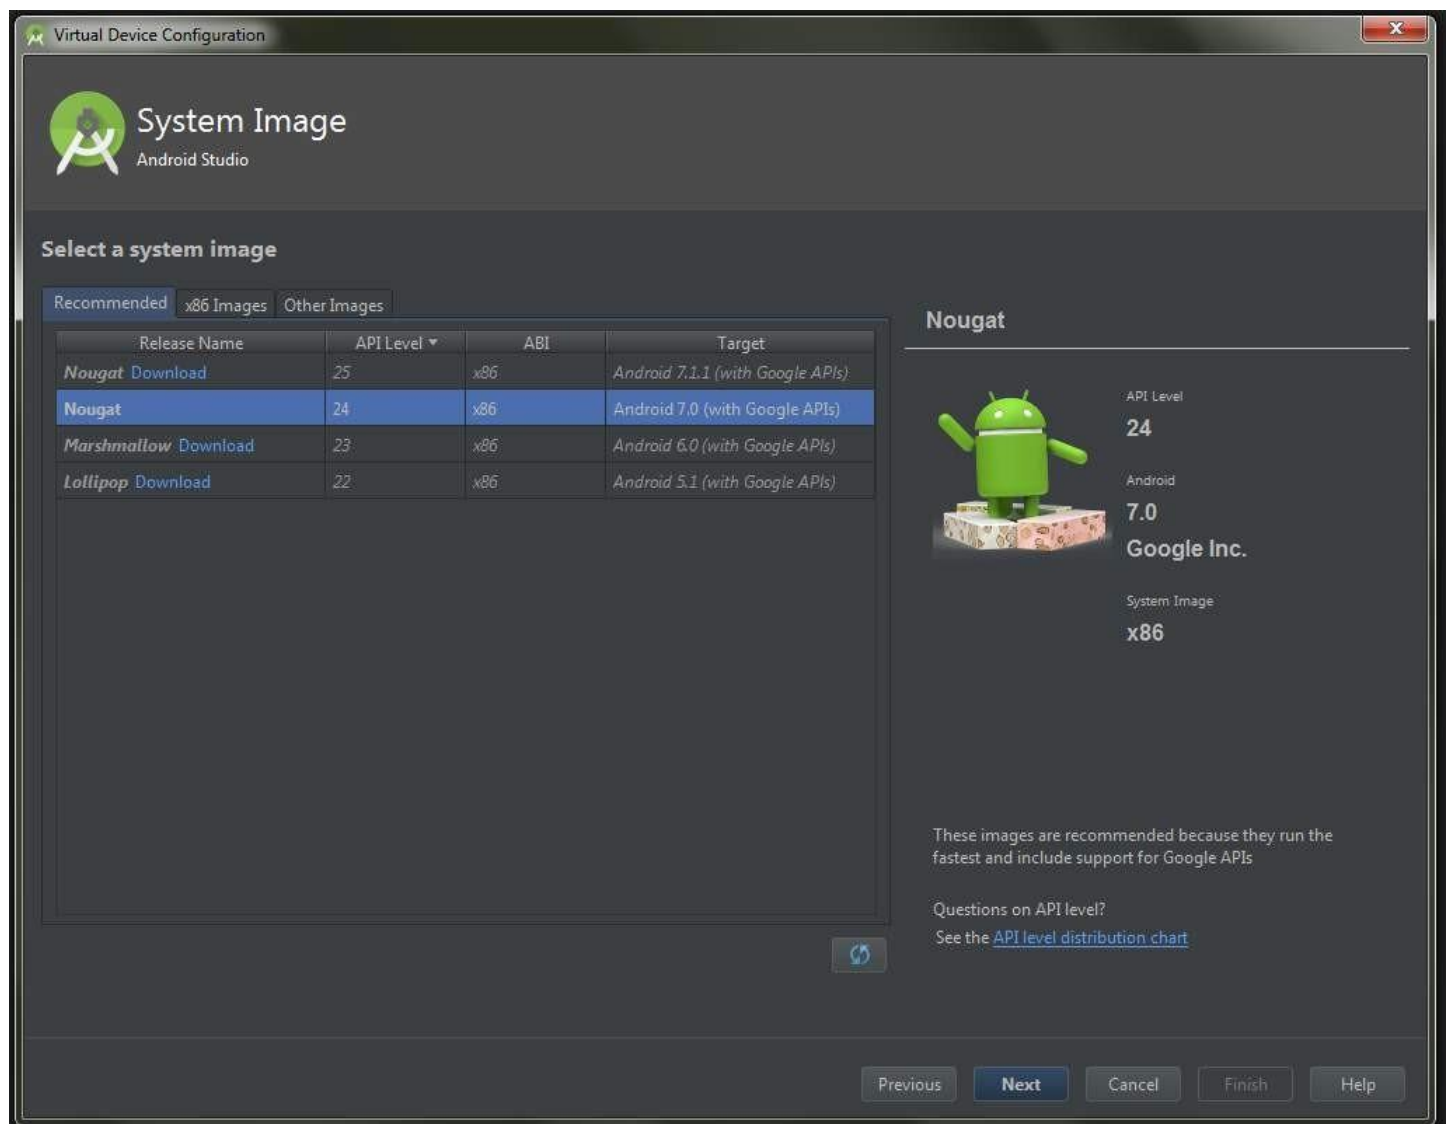 Virtual Device Configuration
System Image
Android Studio
Select a system image
Recommended x86 Images Other Images
Release Name API Level ABI Target
Nougat Download 25 x86 Android 7.1.1 (with Google APIs)
Nougat 24 x86 Android 7.0 (with Google APIs)
Marshmallow Download 23 x86 Android 6.0 (with Google APIs)
Lollipop Download 22 x86 Android 5.1 (with Google APIs)
Nougat
API Level
24
Android
7.0
Google Inc.
System Image
x86
These images are recommended because they run the
fastest and include support for Google APIs
Questions on API level?
See the API level distribution chart
Previous Next Cancel Finish Help